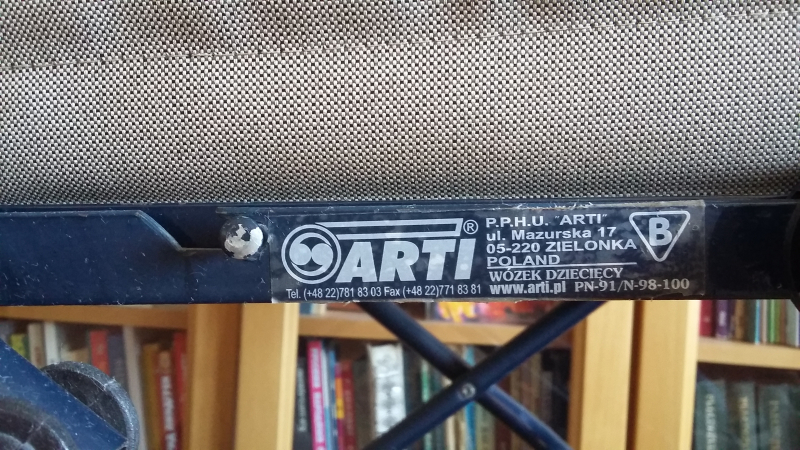 ARTI®
P.P.H.U. "ARTI"
ul. Mazurska 17
05-220 ZIELONKA
POLAND
B
WÓZEK DZIECIĘCY
www.arti.pl PN-91/N-98-100
Tel. (+48 22)781 83 03 Fax (+48 22)771 83 81